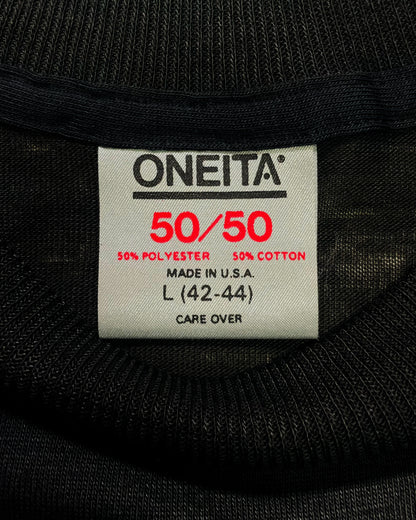 ONEITA®
50/50
50% POLYESTER 50% COTTON
MADE IN U.S.A.
L (42-44)
CARE OVER